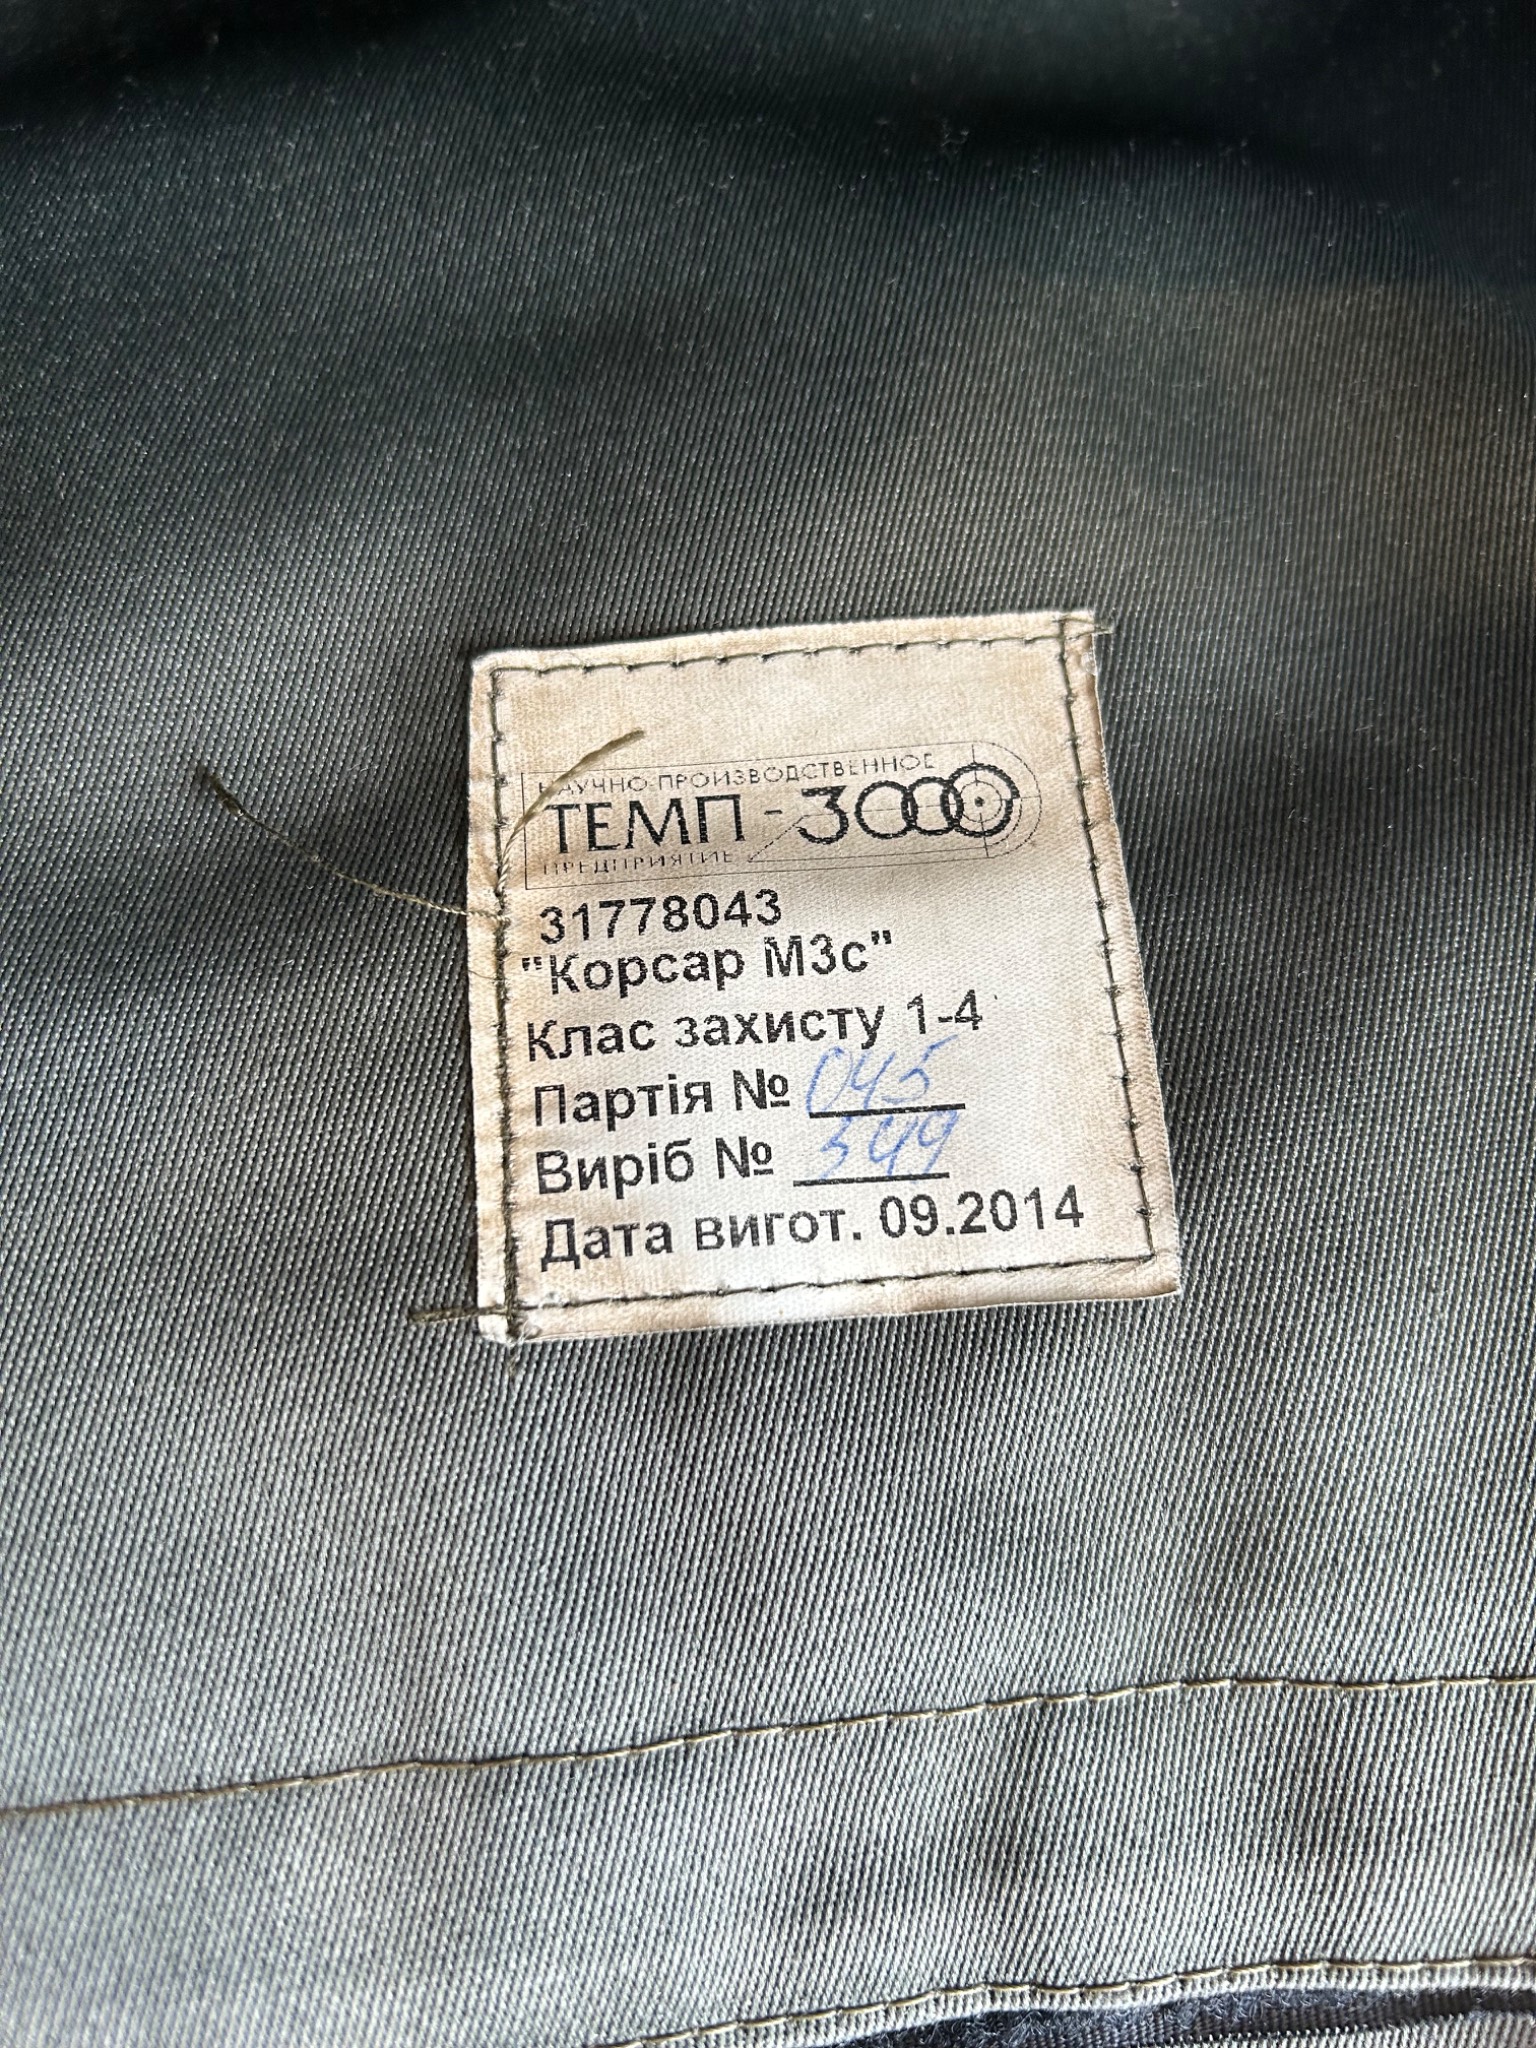 НАУЧНО-ПРОИЗВОДСТВЕННОЕ
ТЕМП-3000
ПРЕДПРИЯТИЕ
31778043
"Корсар М3с"
Клас захисту 1-4
Партія № 045
Виріб № 549
Дата вигот. 09.2014